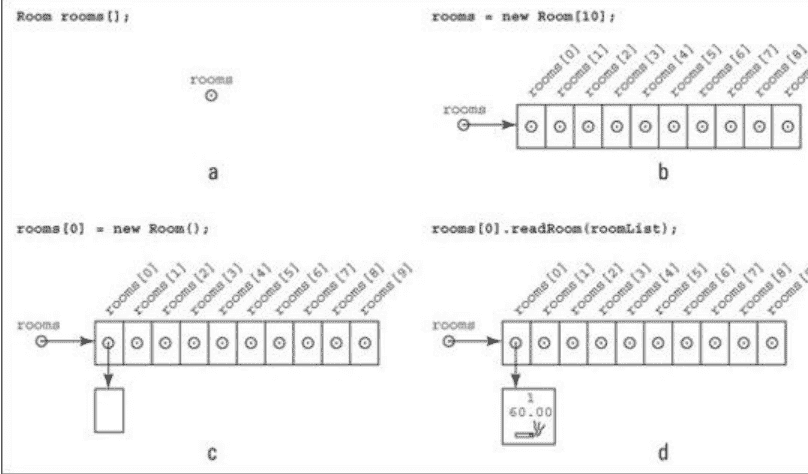 Room rooms[];
rooms
a
rooms = new Room[10];
rooms[0] rooms[1] rooms[2] rooms[3] rooms[4] rooms[5] rooms[6] rooms[7] rooms[8] rooms
rooms
b
rooms[0] = new Room();
rooms[0] rooms[1] rooms[2] rooms[3] rooms[4] rooms[5] rooms[6] rooms[7] rooms[8] rooms[9]
rooms
c
rooms[0].readRoom(roomList);
rooms[0] rooms[1] rooms[2] rooms[3] rooms[4] rooms[5] rooms[6] rooms[7] rooms[8]
rooms
1
60.00
d